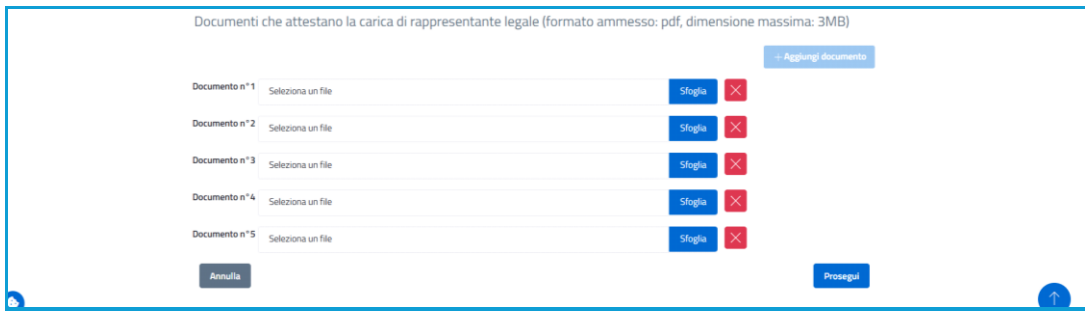 Documenti che attestano la carica di rappresentante legale (formato ammesso: pdf, dimensione massima: 3MB)
+ Aggiungi documento
Documento n°1 Seleziona un file Sfoglia
Documento n°2 Seleziona un file Sfoglia
Documento n°3 Seleziona un file Sfoglia
Documento n°4 Seleziona un file Sfoglia
Documento n°5 Seleziona un file Sfoglia
Annulla Prosegui